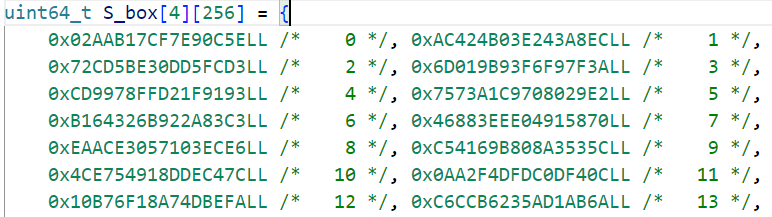 uint64_t S_box[4][256] = {
0x02AAB17CF7E90C5ELL /*    0 */, 0xAC424B03E243A8ECLL /*    1 */,
0x72CD5BE30DD5FCD3LL /*    2 */, 0x6D019B93F6F97F3ALL /*    3 */,
0xCD9978FFD21F9193LL /*    4 */, 0x7573A1C9708029E2LL /*    5 */,
0xB164326B922A83C3LL /*    6 */, 0x46883EEE04915870LL /*    7 */,
0xEAACE3057103ECE6LL /*    8 */, 0xC54169B808A3535CLL /*    9 */,
0x4CE754918DDEC47CLL /*   10 */, 0x0AA2F4DFDC0DF40CLL /*   11 */,
0x10B76F18A74DBEFALL /*   12 */, 0xC6CCB6235AD1AB6ALL /*   13 */,